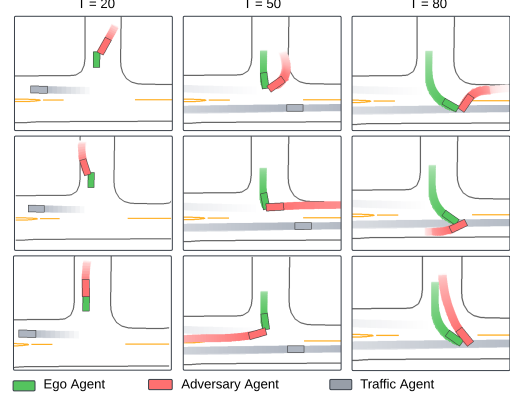 T = 20 T = 50 T = 80
Ego Agent Adversary Agent Traffic Agent